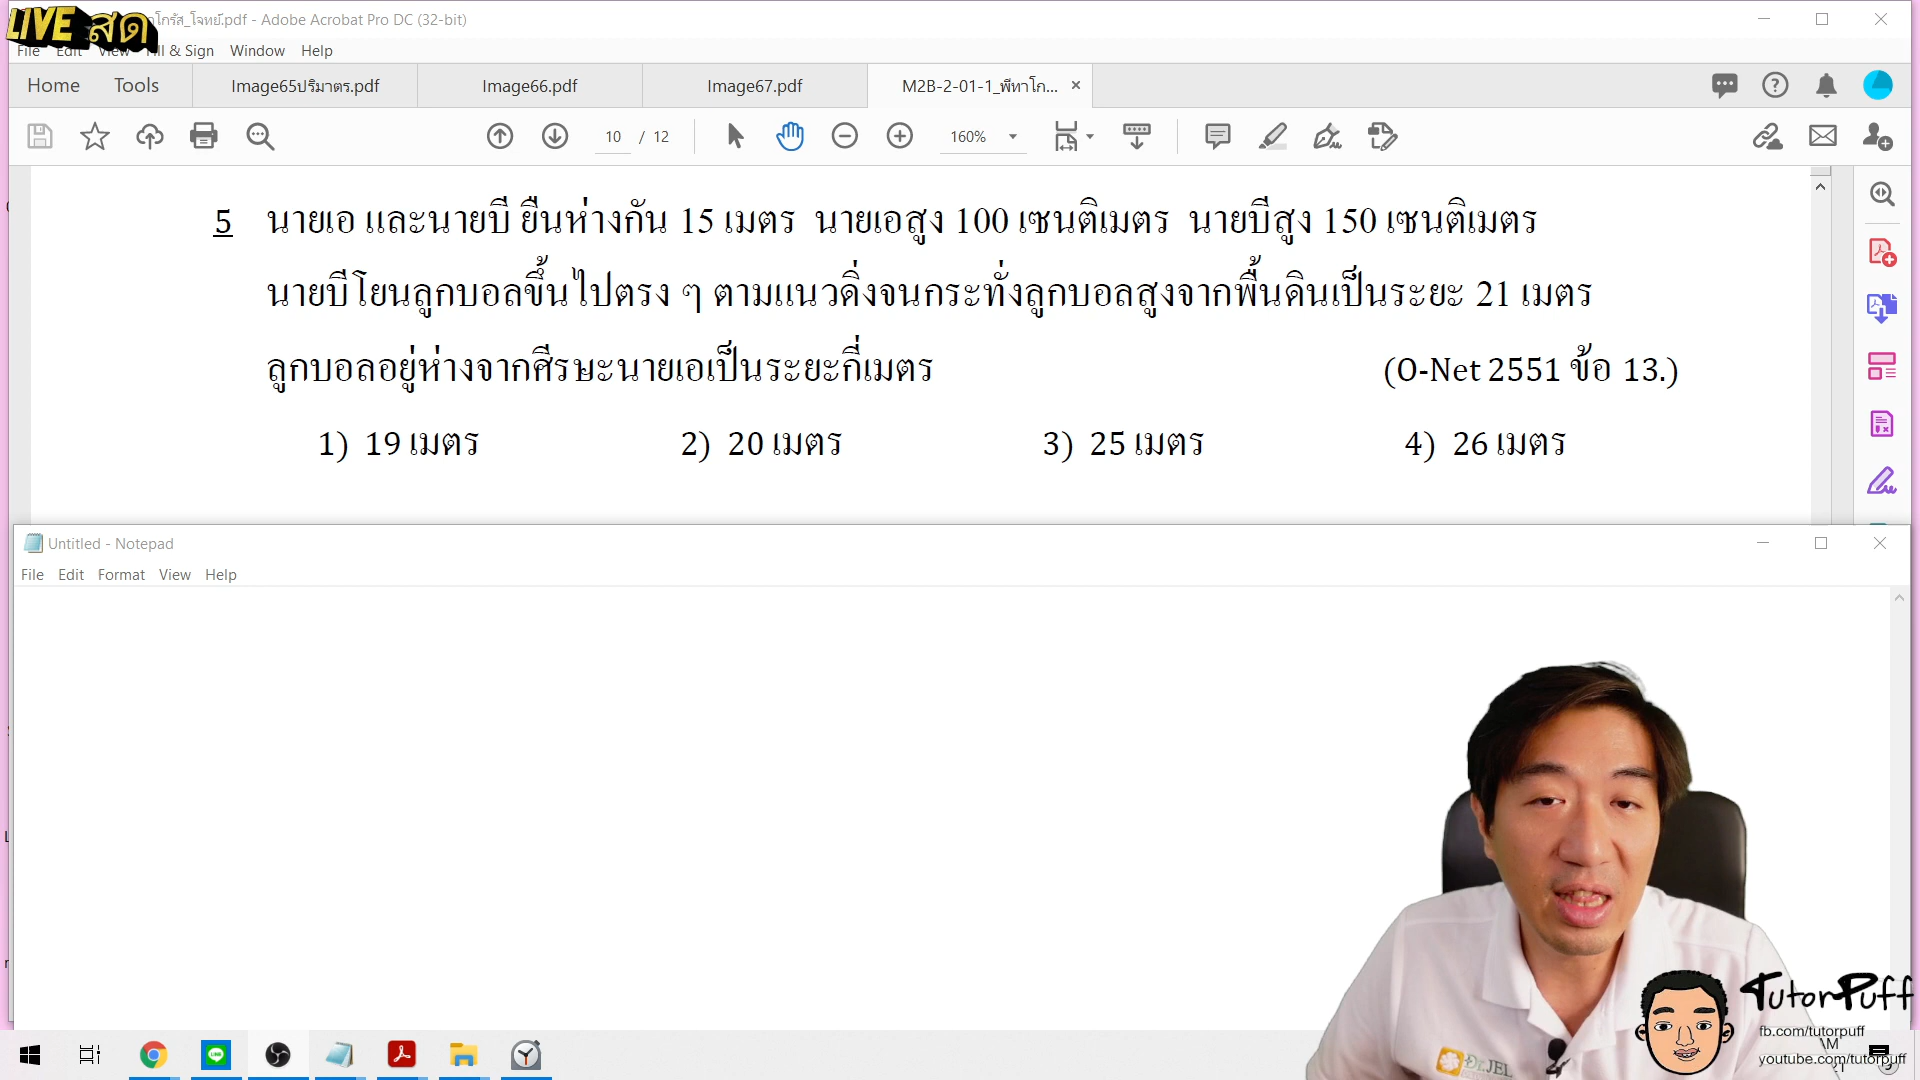 LIVE สด
โกรัส_โจทย์.pdf - Adobe Acrobat Pro DC (32-bit)
File Edit View Fill & Sign Window Help
Home Tools Image65ปริมาตร.pdf Image66.pdf Image67.pdf M2B-2-01-1_พีทาโก... ×
10 / 12 160%
5 นายเอ และนายบี ยืนห่างกัน 15 เมตร นายเอสูง 100 เซนติเมตร นายบีสูง 150 เซนติเมตร
นายบีโยนลูกบอลขึ้นไปตรง ๆ ตามแนวดิ่งจนกระทั่งลูกบอลสูงจากพื้นดินเป็นระยะ 21 เมตร
ลูกบอลอยู่ห่างจากศีรษะนายเอเป็นระยะกี่เมตร (O-Net 2551 ข้อ 13.)
1) 19 เมตร 2) 20 เมตร 3) 25 เมตร 4) 26 เมตร
Untitled - Notepad
File Edit Format View Help
Dr.JEL
TutorPuff
fb.com/tutorpuff
youtube.com/tutorpuff